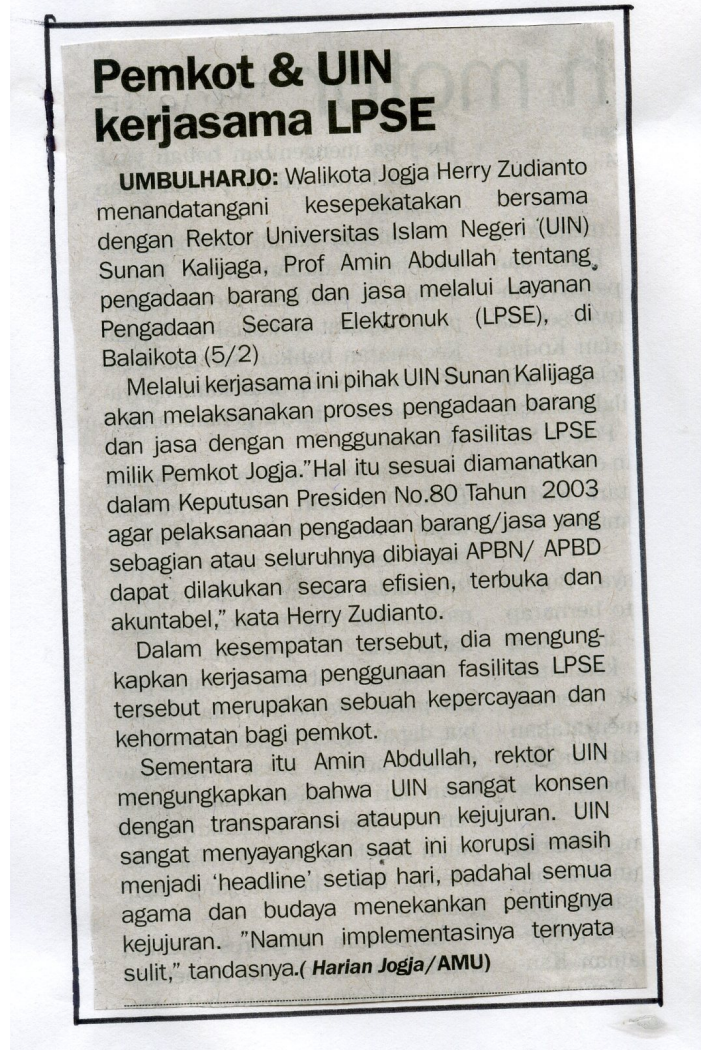 Pemkot & UIN
kerjasama LPSE
UMBULHARJO: Walikota Jogja Herry Zudianto
menandatangani kesepekatakan bersama
dengan Rektor Universitas Islam Negeri (UIN)
Sunan Kalijaga, Prof Amin Abdullah tentang
pengadaan barang dan jasa melalui Layanan
Pengadaan Secara Elektronuk (LPSE), di
Balaikota (5/2)
Melalui kerjasama ini pihak UIN Sunan Kalijaga
akan melaksanakan proses pengadaan barang
dan jasa dengan menggunakan fasilitas LPSE
milik Pemkot Jogja."Hal itu sesuai diamanatkan
dalam Keputusan Presiden No.80 Tahun 2003
agar pelaksanaan pengadaan barang/jasa yang
sebagian atau seluruhnya dibiayai APBN/ APBD
dapat dilakukan secara efisien, terbuka dan
akuntabel," kata Herry Zudianto.
Dalam kesempatan tersebut, dia mengung-
kapkan kerjasama penggunaan fasilitas LPSE
tersebut merupakan sebuah kepercayaan dan
kehormatan bagi pemkot.
Sementara itu Amin Abdullah, rektor UIN
mengungkapkan bahwa UIN sangat konsen
dengan transparansi ataupun kejujuran. UIN
sangat menyayangkan saat ini korupsi masih
menjadi 'headline' setiap hari, padahal semua
agama dan budaya menekankan pentingnya
kejujuran. "Namun implementasinya ternyata
sulit," tandasnya.( Harian Jogja/AMU)